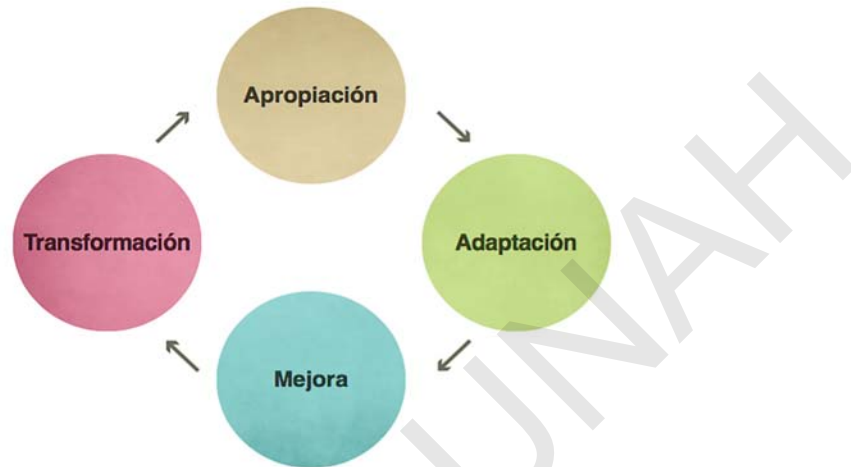 Apropiación
Transformación
Adaptación
Mejora
UNAH